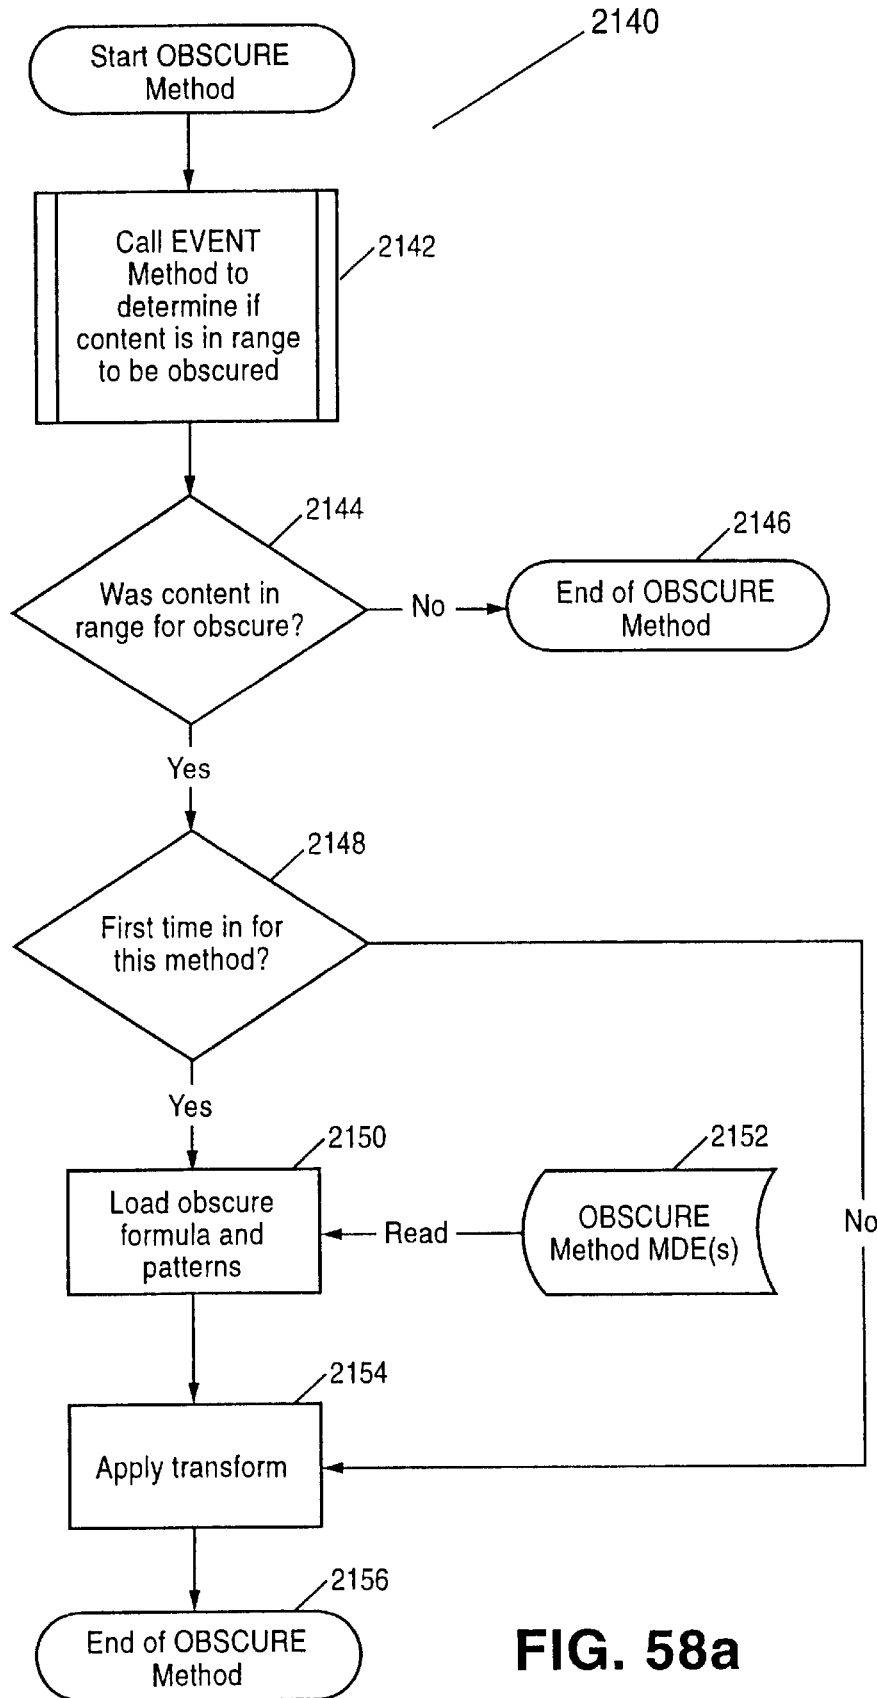 2140
Start OBSCURE
Method
Call EVENT
Method to
determine if
content is in range
to be obscured
2142
2144
Was content in
range for obscure?
No
2146
End of OBSCURE
Method
Yes
2148
First time in for
this method?
Yes
No
2150
Load obscure
formula and
patterns
Read
2152
OBSCURE
Method MDE(s)
2154
Apply transform
2156
End of OBSCURE
Method
FIG. 58a